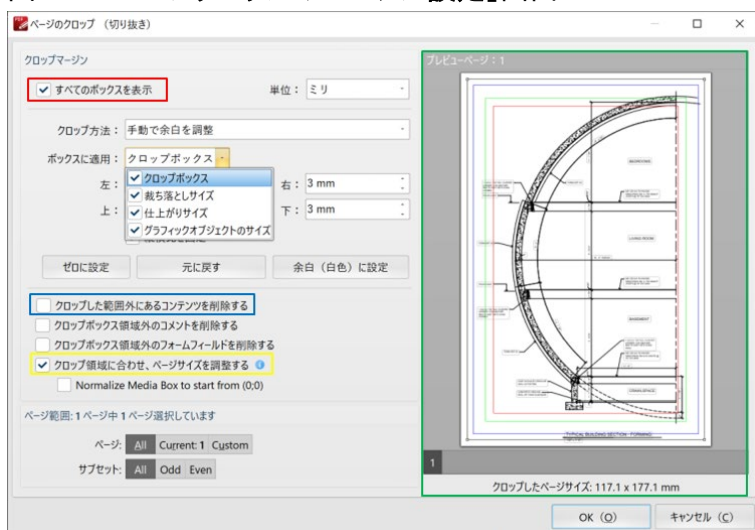 ページのクロップ （切り抜き）
クロップマージン
すべてのボックスを表示
単位： ミリ
クロップ方法： 手動で余白を調整
ボックスに適用： クロップボックス
クロップボックス
裁ち落としサイズ
仕上がりサイズ
グラフィックオブジェクトのサイズ
左：
右： 3 mm
上：
下： 3 mm
ゼロに設定 元に戻す 余白（白色）に設定
クロップした範囲外にあるコンテンツを削除する
クロップボックス領域外のコメントを削除する
クロップボックス領域外のフォームフィールドを削除する
クロップ領域に合わせ、ページサイズを調整する
Normalize Media Box to start from (0;0)
ページ範囲: 1 ページ中 1 ページ選択しています
ページ: All Current: 1 Custom
サブセット: All Odd Even
プレビューページ : 1
TYPICAL BUILDING SECTION - FORMING
1
クロップしたページサイズ: 117.1 x 177.1 mm
OK (O) キャンセル (C)